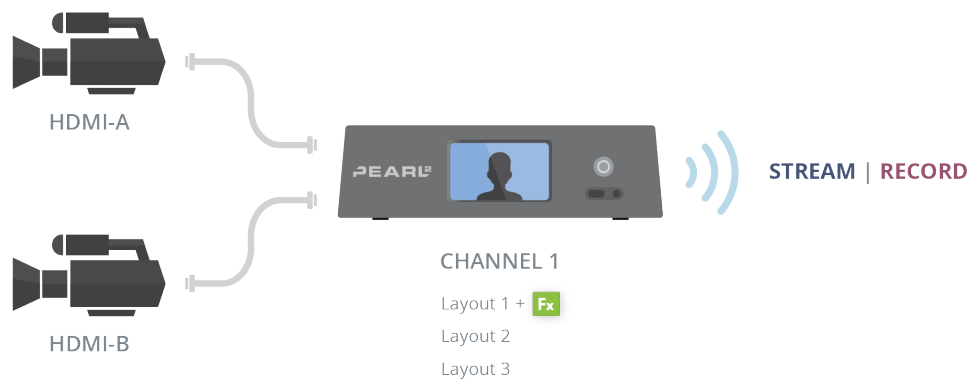 HDMI-A
PEARL2
STREAM | RECORD
HDMI-B
CHANNEL 1
Layout 1 + Fx
Layout 2
Layout 3